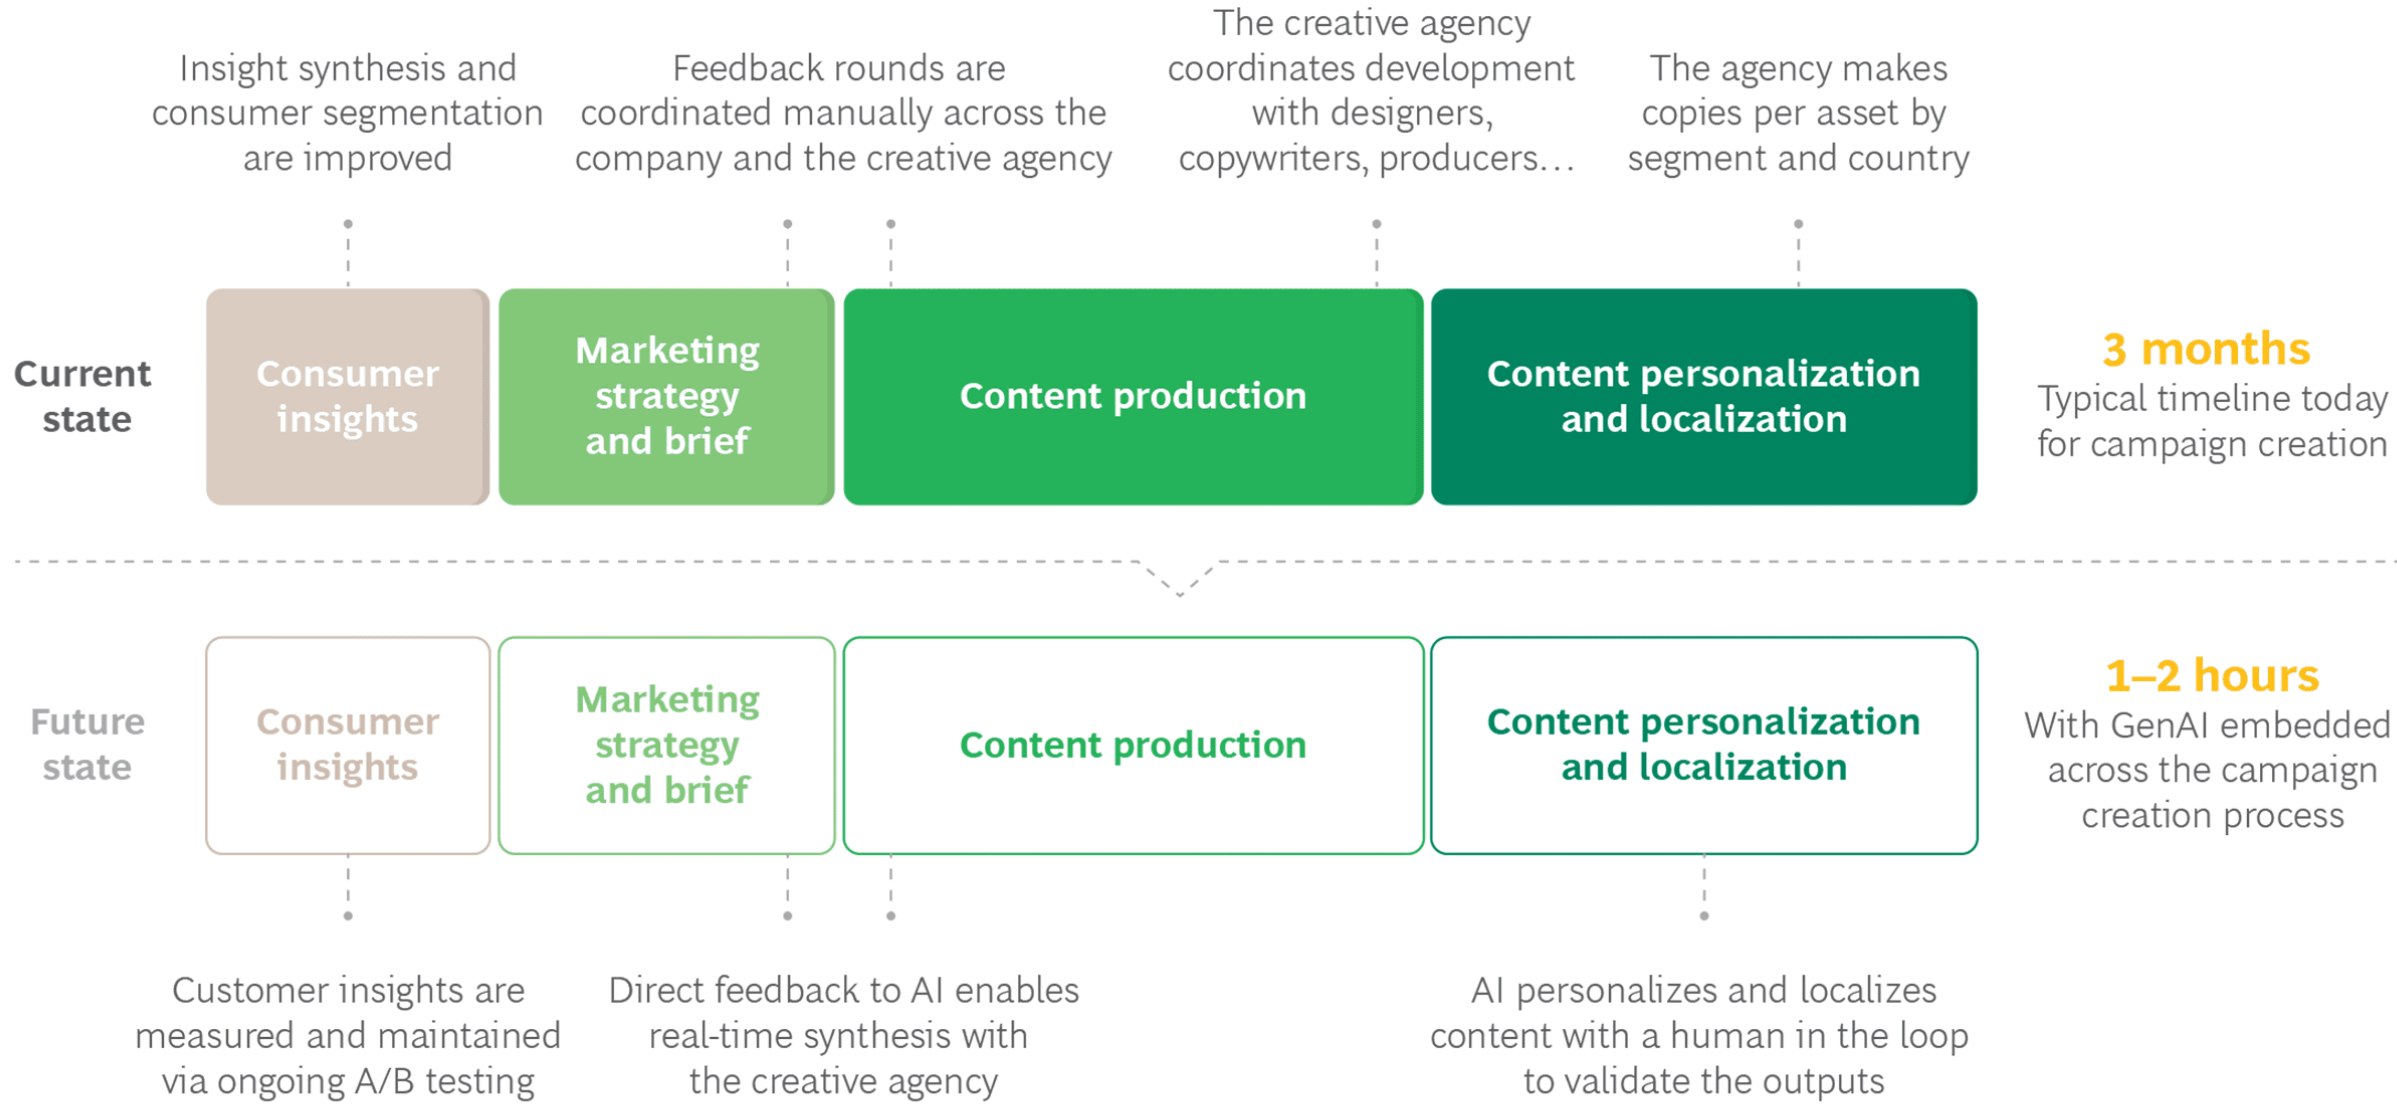 Insight synthesis and
consumer segmentation
are improved
Feedback rounds are
coordinated manually across the
company and the creative agency
The creative agency
coordinates development
with designers,
copywriters, producers…
The agency makes
copies per asset by
segment and country
Current
state
Consumer
insights
Marketing
strategy
and brief
Content production
Content personalization
and localization
3 months
Typical timeline today
for campaign creation
Future
state
Consumer
insights
Marketing
strategy
and brief
Content production
Content personalization
and localization
1–2 hours
With GenAI embedded
across the campaign
creation process
Customer insights are
measured and maintained
via ongoing A/B testing
Direct feedback to AI enables
real-time synthesis with
the creative agency
AI personalizes and localizes
content with a human in the loop
to validate the outputs